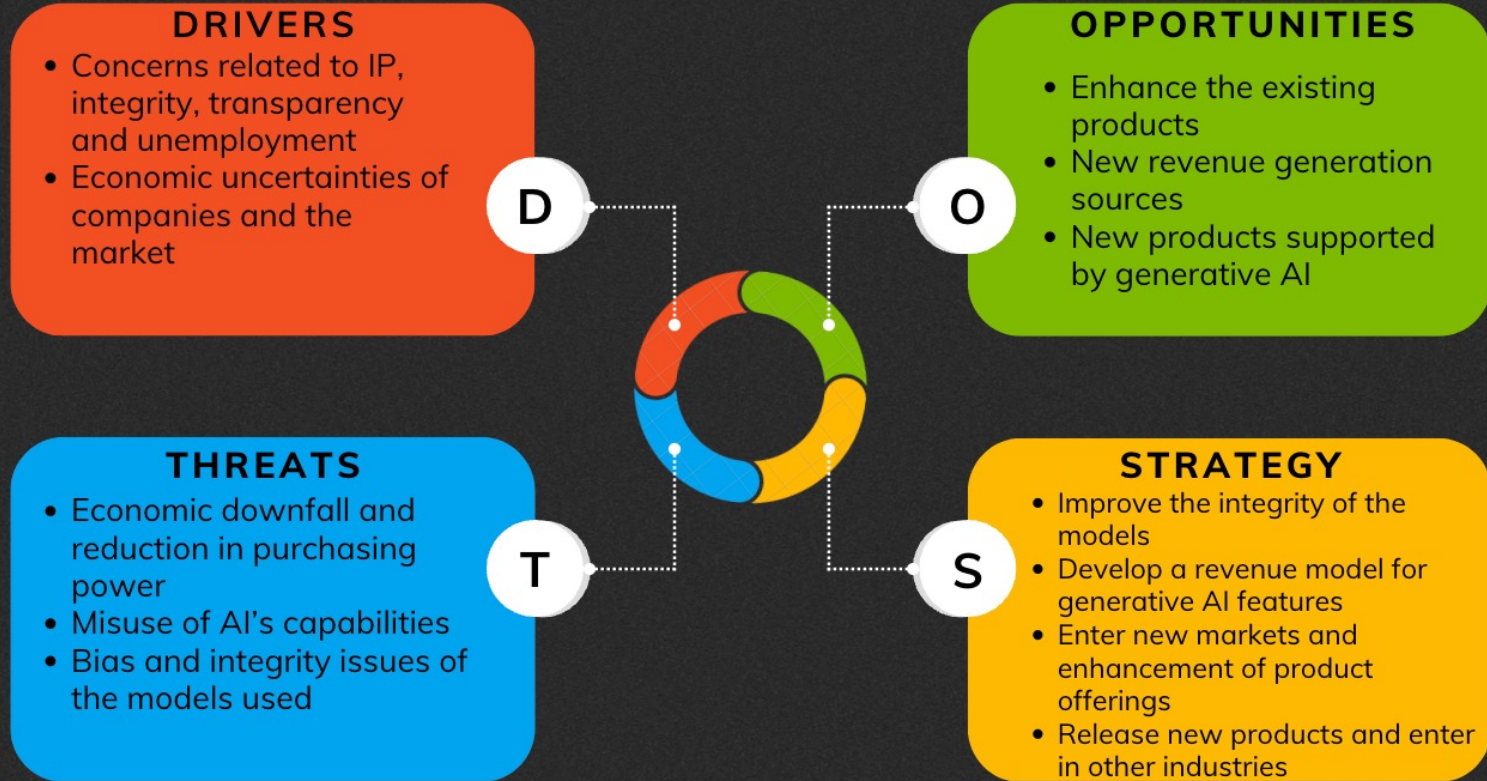 DRIVERS
• Concerns related to IP,
integrity, transparency
and unemployment
• Economic uncertainties of
companies and the
market
D
OPPORTUNITIES
• Enhance the existing
products
• New revenue generation
sources
• New products supported
by generative AI
O
THREATS
• Economic downfall and
reduction in purchasing
power
• Misuse of AI’s capabilities
• Bias and integrity issues of
the models used
T
STRATEGY
• Improve the integrity of the
models
• Develop a revenue model for
generative AI features
• Enter new markets and
enhancement of product
offerings
• Release new products and enter
in other industries
S